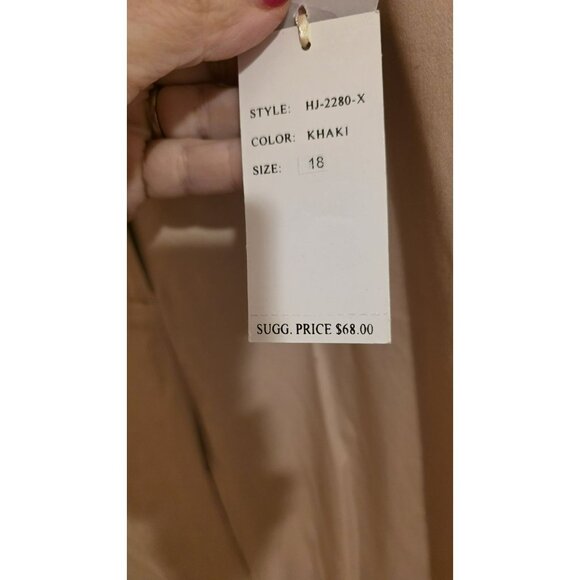 STYLE: HJ-2280-X
COLOR: KHAKI
SIZE: 18
SUGG. PRICE $68.00